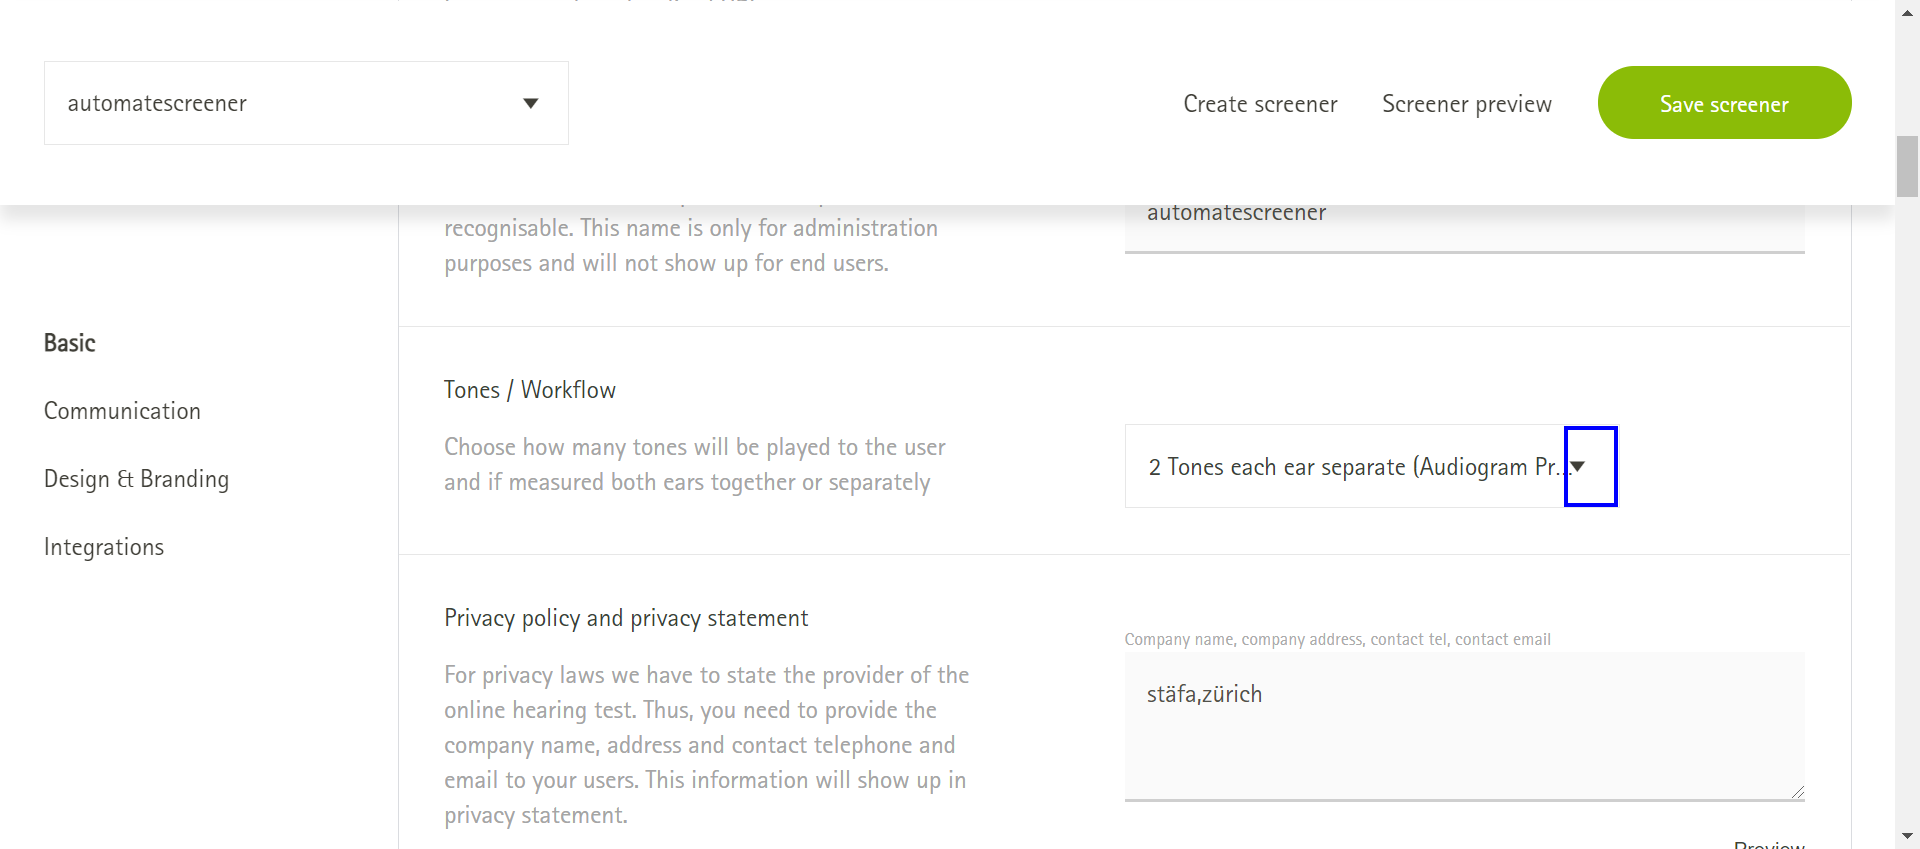 automatescreener
Create screener
Screener preview
Save screener
automatescreener
recognisable. This name is only for administration
purposes and will not show up for end users.
Basic
Communication
Design & Branding
Integrations
Tones / Workflow
Choose how many tones will be played to the user
and if measured both ears together or separately
2 Tones each ear separate (Audiogram Pr...
Privacy policy and privacy statement
For privacy laws we have to state the provider of the
online hearing test. Thus, you need to provide the
company name, address and contact telephone and
email to your users. This information will show up in
privacy statement.
Company name, company address, contact tel, contact email
stäfa,zürich
Preview